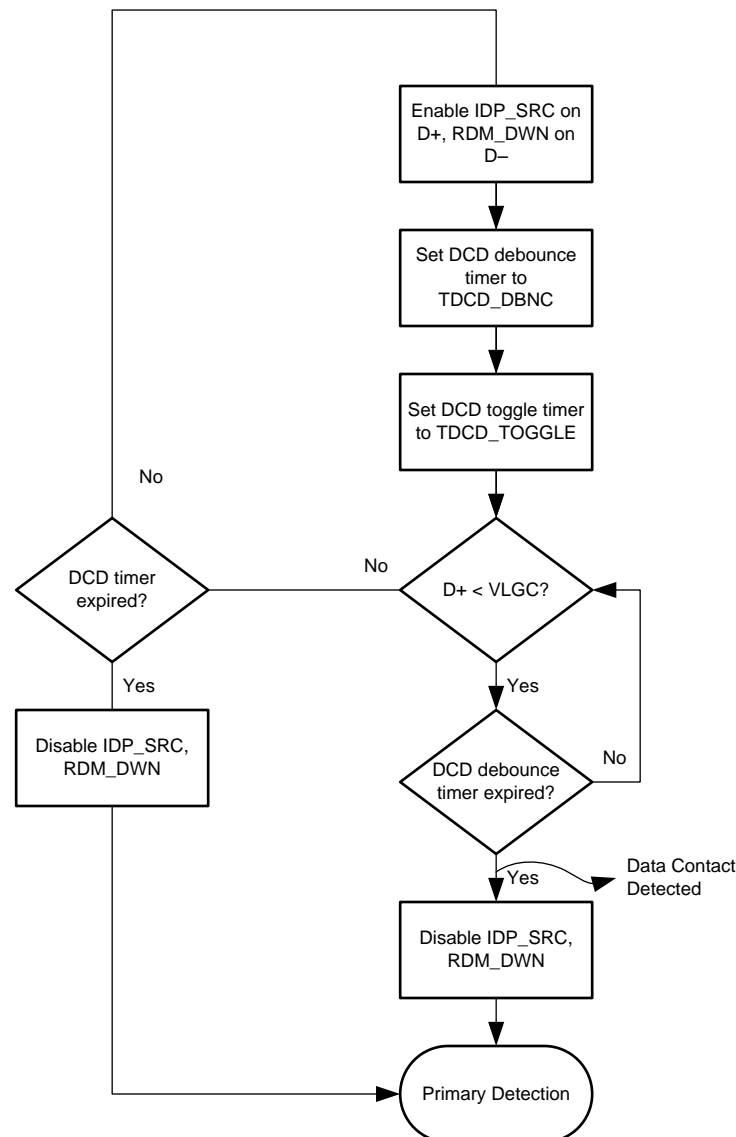 Enable IDP_SRC on
D+, RDM_DWN on
D–
Set DCD debounce
timer to
TDCD_DBNC
Set DCD toggle timer
to TDCD_TOGGLE
No
DCD timer
expired?
No
D+ < VLGC?
Yes
Yes
Disable IDP_SRC,
RDM_DWN
DCD debounce
timer expired?
No
Yes
Data Contact
Detected
Disable IDP_SRC,
RDM_DWN
Primary Detection